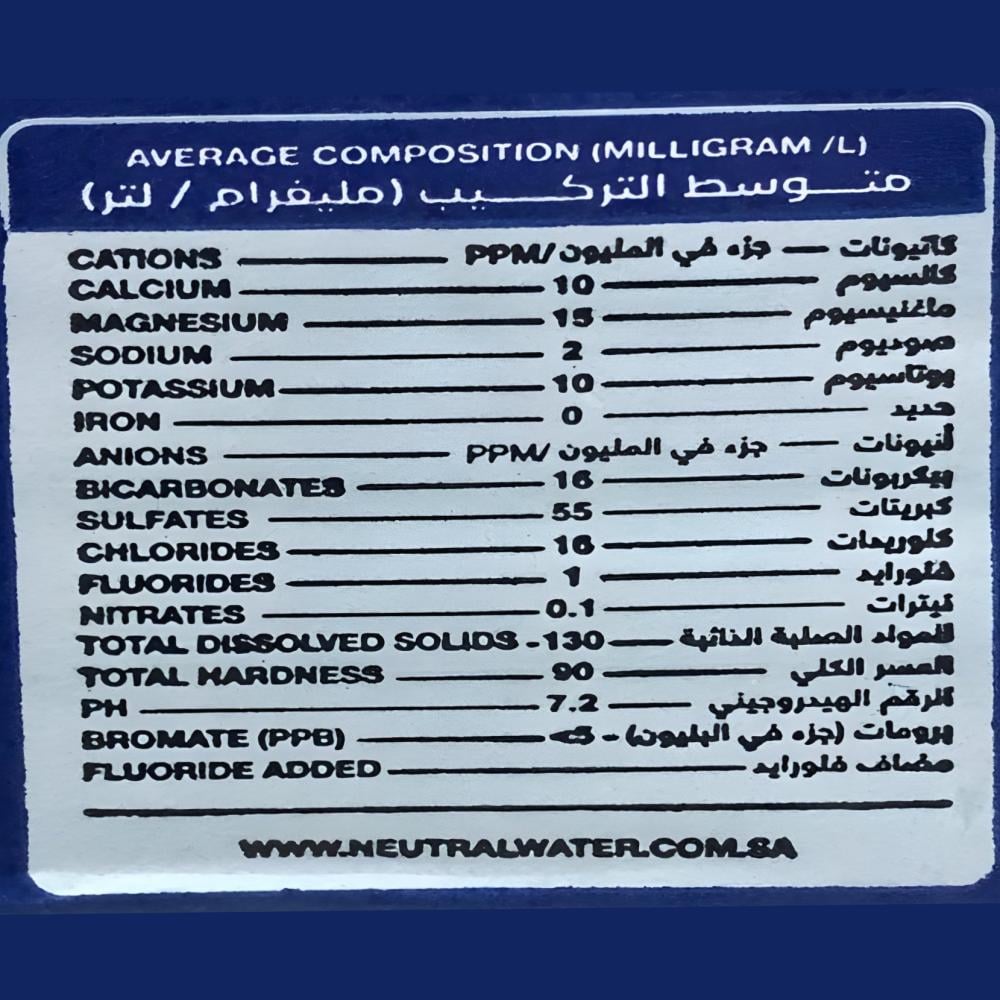 AVERAGE COMPOSITION (MILLIGRAM /L)
متـــوسط التركـــيب (مليغرام / لتر)
CATIONS PPM/جزء في المليون كاتيونات
CALCIUM 10 كالسيوم
MAGNESIUM 15 ماغنيسيوم
SODIUM 2 صوديوم
POTASSIUM 10 بوتاسيوم
IRON 0 حديد
ANIONS PPM/جزء في المليون أنيونات
BICARBONATES 16 بيكربونات
SULFATES 55 كبريتات
CHLORIDES 16 كلوريدات
FLUORIDES 1 فلورايد
NITRATES 0.1 نيترات
TOTAL DISSOLVED SOLIDS -130 المواد الصلبة الذائبة
TOTAL HARDNESS 90 العسر الكلي
PH 7.2 الرقم الهيدروجيني
BROMATE (PPB) <5 - برومات (جزء في البليون)
FLUORIDE ADDED مضاف فلورايد
WWW.NEUTRALWATER.COM.SA